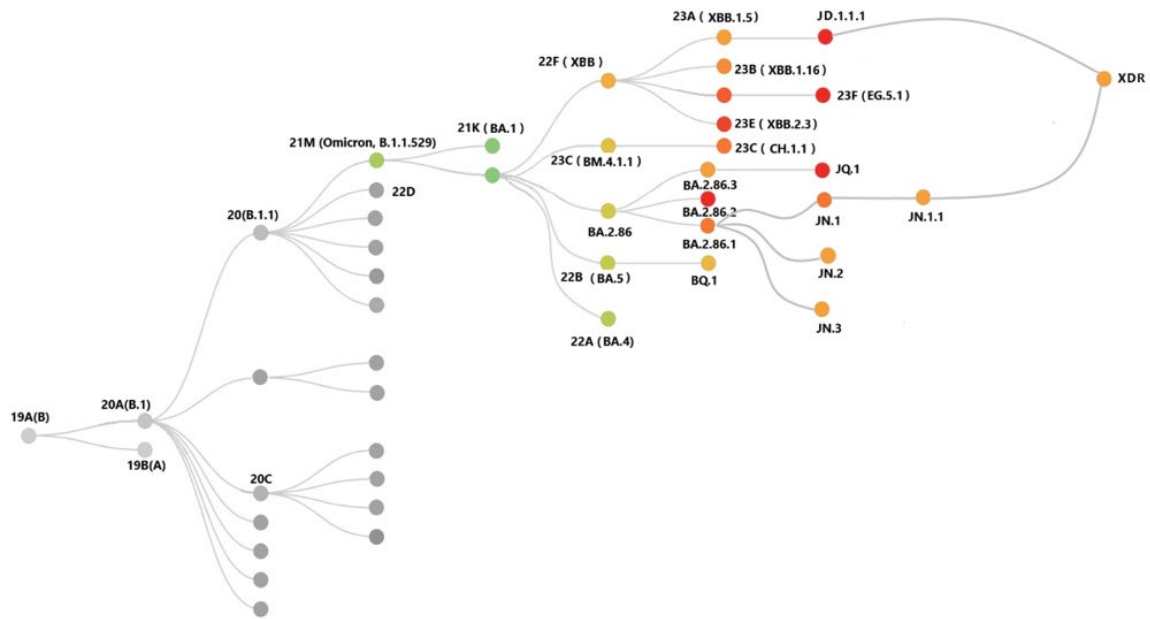 23A ( XBB.1.5)
JD.1.1.1
22F ( XBB)
23B ( XBB.1.16)
XDR
23F (EG.5.1)
21K ( BA.1)
23E ( XBB.2.3)
21M (Omicron, B.1.1.529)
23C ( BM.4.1.1)
23C ( CH.1.1)
22D
BA.2.86.3
JQ.1
BA.2.86.2
20(B.1.1)
BA.2.86
BA.2.86.1
JN.1
JN.1.1
22B ( BA.5)
BQ.1
JN.2
22A ( BA.4)
JN.3
20A(B.1)
19A(B)
19B(A)
20C